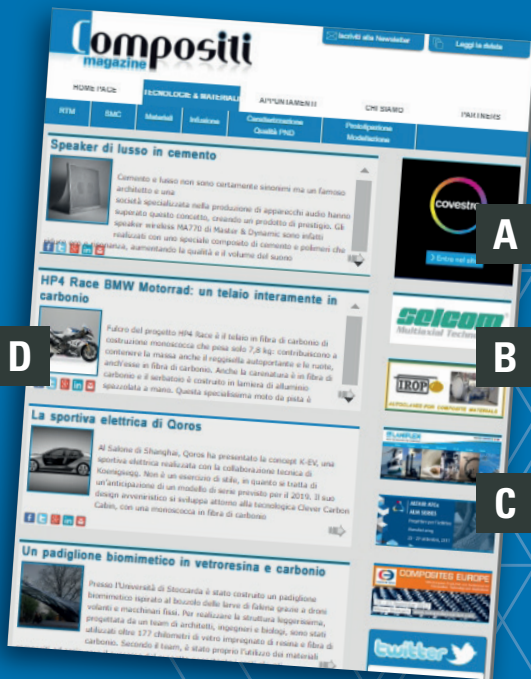 Compositi
magazine
Iscriviti alla Newsletter
Leggi la rivista
HOME PAGE
TECNOLOGIE & MATERIALI
APPUNTAMENTI
CHI SIAMO
PARTNERS
RTM
SMC
Materiali
Infusione
Caratterizzazione
Qualità PND
Prototipazione
Modellazione
Speaker di lusso in cemento
Cemento e lusso non sono certamente sinonimi ma un famoso
architetto e una
società specializzata nella produzione di apparecchi audio hanno
superato questo concetto, creando un prodotto di prestigio. Gli
speaker wireless MA770 di Master & Dynamic sono infatti
realizzati con uno speciale composito di cemento e polimeri che
aumentando la qualità e il volume del suono
HP4 Race BMW Motorrad: un telaio interamente in
carbonio
Fulcro del progetto HP4 Race è il telaio in fibra di carbonio di
costruzione monoscocca che pesa solo 7,8 kg: contribuiscono a
contenere la massa anche il reggisella autoportante e le ruote,
anch'esse in fibra di carbonio. Anche la carenatura è in fibra di
carbonio e il serbatoio è costruito in lamiera di alluminio
spazzolata a mano. Questa specialissima moto da pista è
La sportiva elettrica di Qoros
Al Salone di Shanghai, Qoros ha presentato la concept K-EV, una
sportiva elettrica realizzata con la collaborazione tecnica di
Koenigsegg. Non è un esercizio di stile, in quanto si tratta di
un'anticipazione di un modello di serie previsto per il 2019. Il suo
design avveniristico si sviluppa attorno alla tecnologica Clever Carbon
Cabin, con una monoscocca in fibra di carbonio
Un padiglione biomimetico in vetroresina e carbonio
Presso l'Università di Stoccarda è stato costruito un padiglione
biomimetico ispirato al bozzolo delle larve di falena grazie a droni
volanti e macchinari fissi. Per realizzare la struttura leggerissima,
progettata da un team di architetti, ingegneri e biologi, sono stati
utilizzati oltre 177 chilometri di vetro impregnato di resina e fibra di
carbonio. Secondo il team, è stato proprio l'utilizzo dei materiali
covestro
Entra nel sito
A
selcom
Multiaxial Techn
B
IROP
AUTOCLAVES FOR COMPOSITE MATERIALS
LAMIFLEX
C
COMPOSITES EUROPE
twitter
D